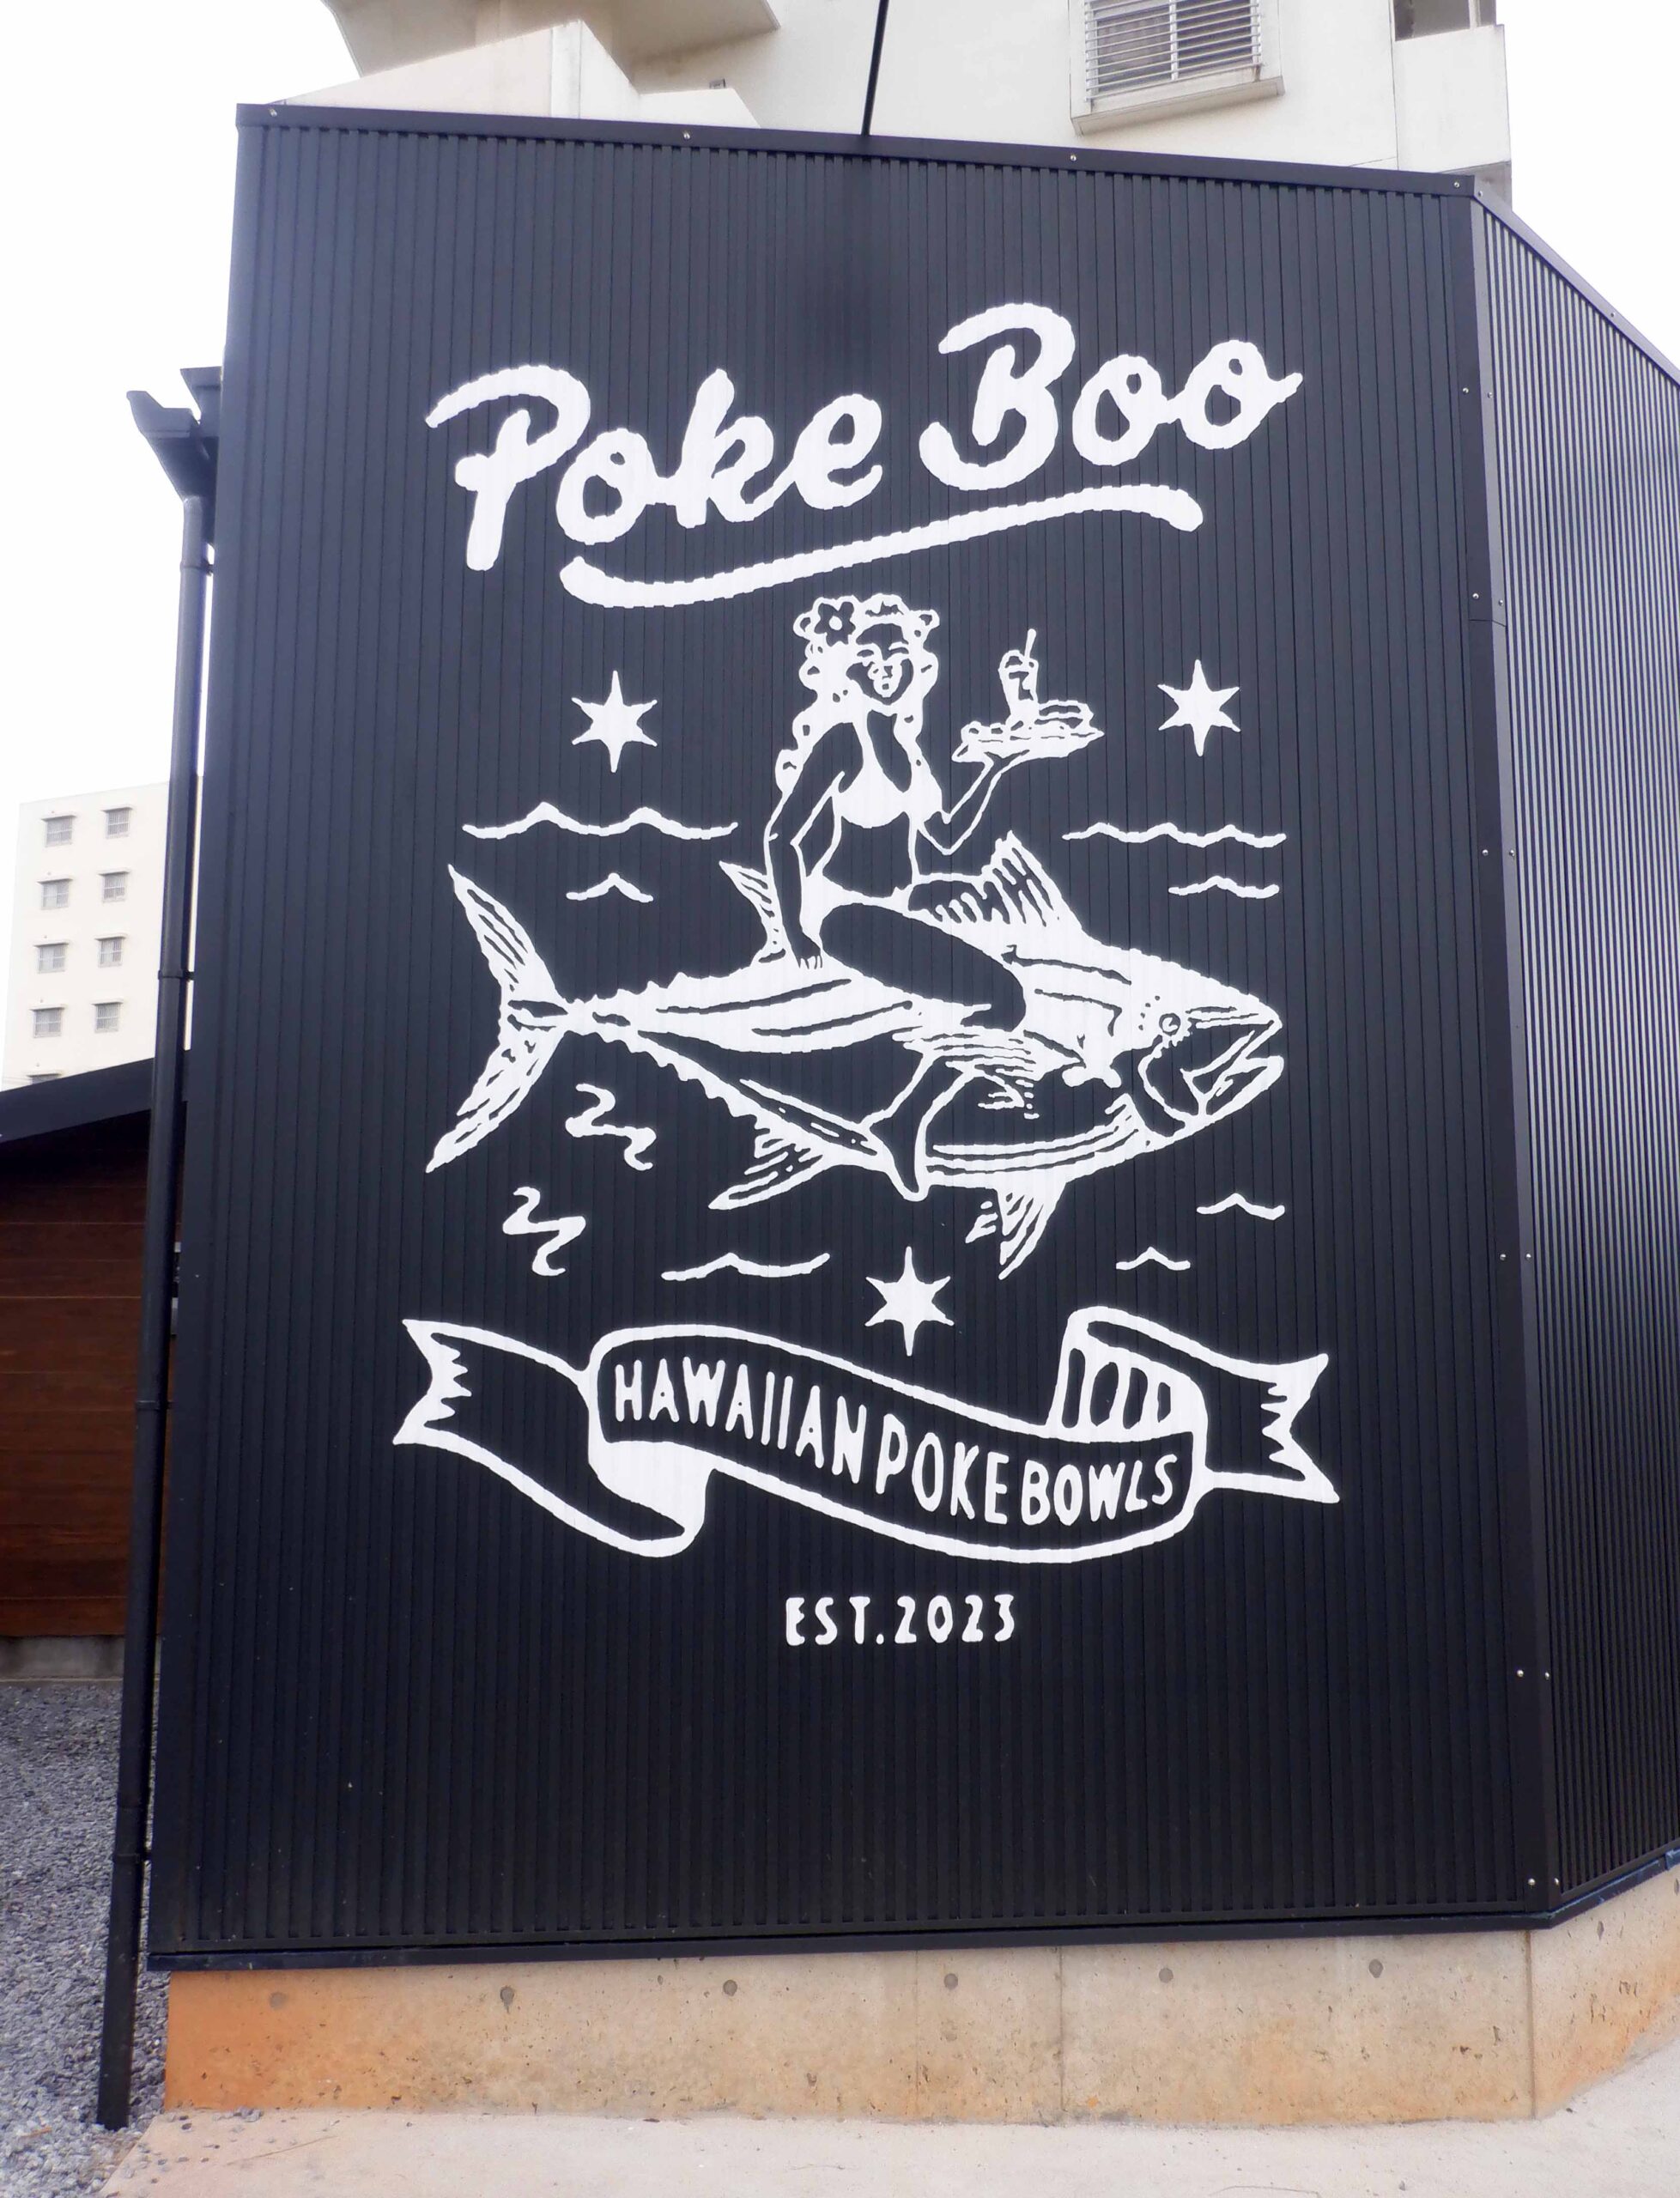 Poke Boo
HAWAIIAN POKE BOWLS
EST.2023